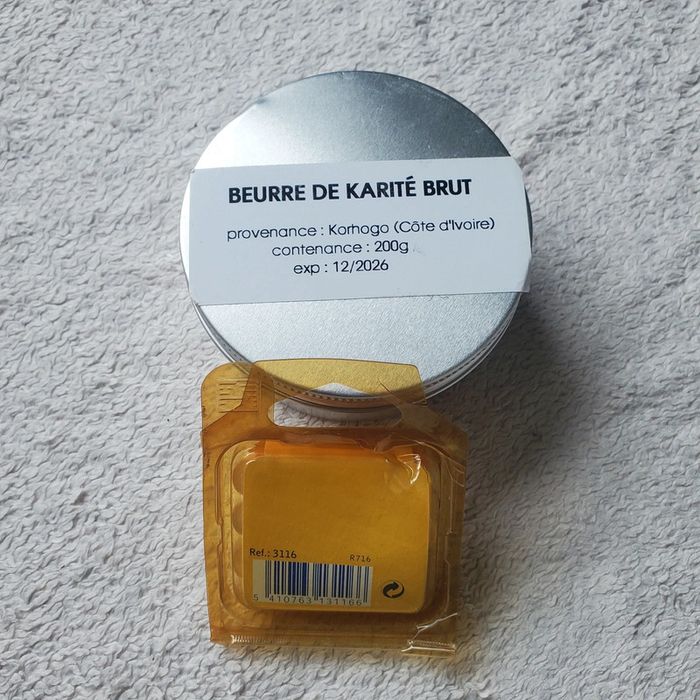 BEURRE DE KARITÉ BRUT
provenance : Korhogo (Côte d'Ivoire)
contenance : 200g
exp : 12/2026
Ref.: 3116
R716
5 410763 131166